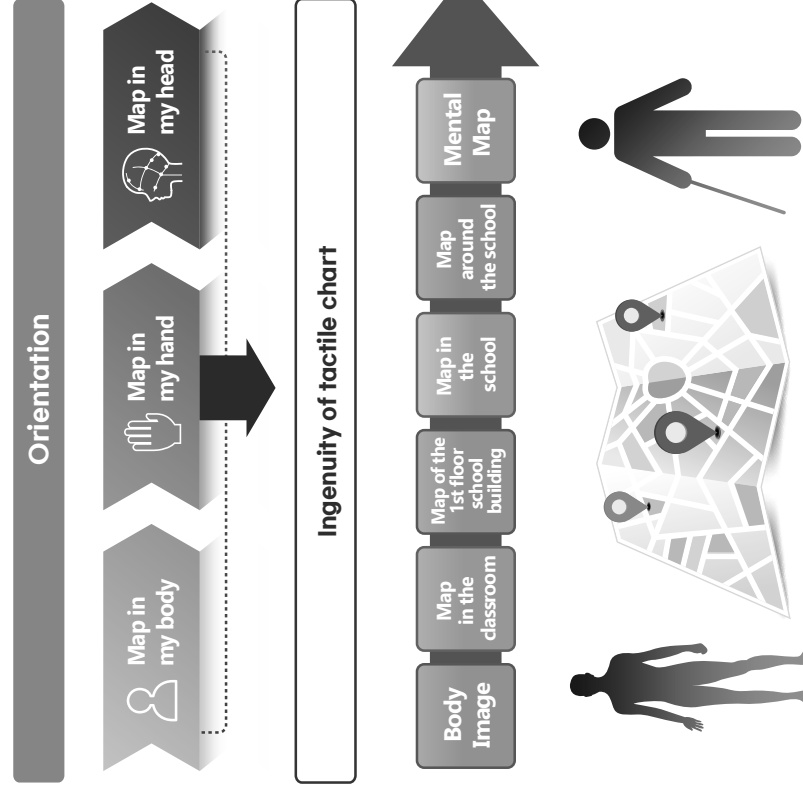 Orientation
Map in
my body
Map in
my hand
Map in
my head
Ingenuity of tactile chart
Body
Image
Map
in the
classroom
Map of the
1st floor
school
building
Map in
the
school
Map
around
the school
Mental
Map